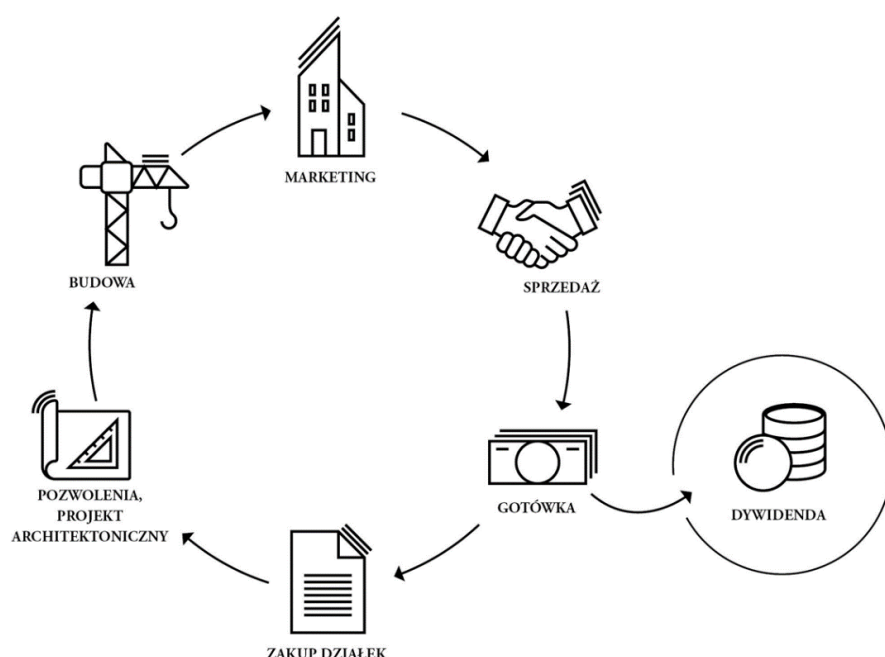 MARKETING
SPRZEDAŻ
BUDOWA
GOTÓWKA
DYWIDENDA
POZWOLENIA,
PROJEKT
ARCHITEKTONICZNY
ZAKUP DZIAŁEK